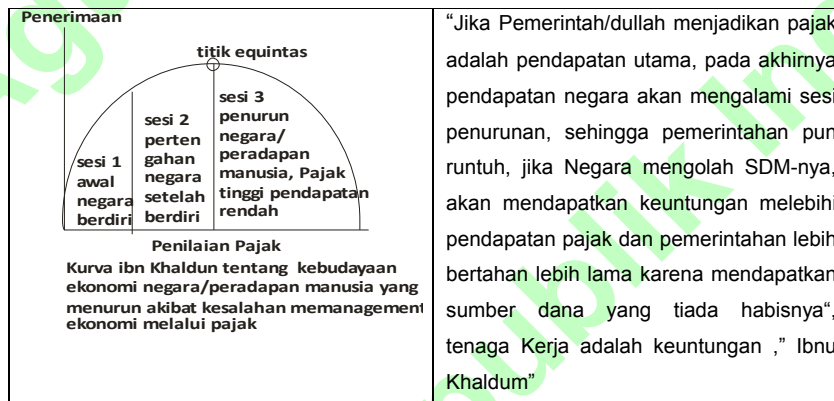 Penerimaan
titik equintas
sesi 1
awal
negara
berdiri
sesi 2
perten
gahan
negara
setelah
berdiri
sesi 3
penurun
negara/
peradapan
manusia, Pajak
tinggi pendapatan
rendah
Penilaian Pajak
Kurva ibn Khaldun tentang kebudayaan
ekonomi negara/peradapan manusia yang
menurun akibat kesalahan memanagement
ekonomi melalui pajak
“Jika Pemerintah/dullah menjadikan pajak
adalah pendapatan utama, pada akhirnya
pendapatan negara akan mengalami sesi
penurunan, sehingga pemerintahan pun
runtuh, jika Negara mengolah SDM-nya,
akan mendapatkan keuntungan melebihi
pendapatan pajak dan pemerintahan lebih
bertahan lebih lama karena mendapatkan
sumber dana yang tiada habisnya“,
tenaga Kerja adalah keuntungan ,” Ibnu
Khaldum”